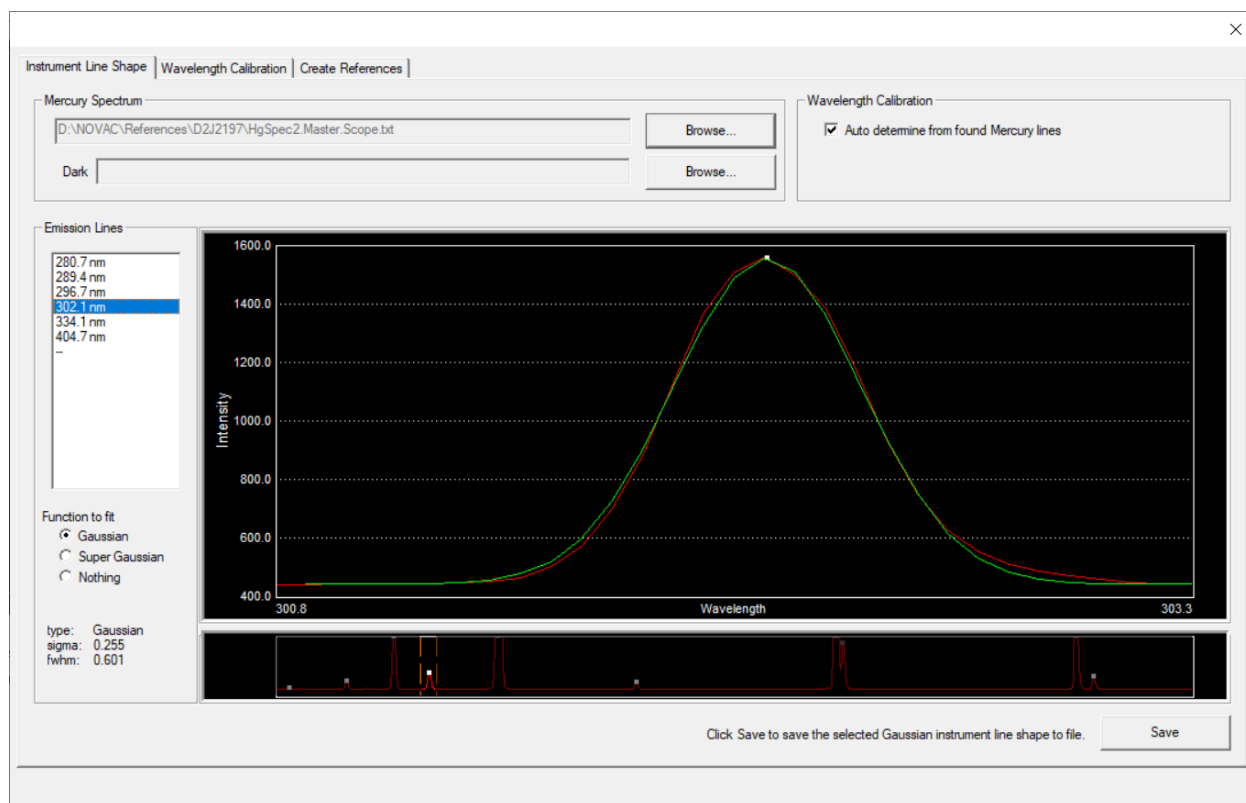 Instrument Line Shape Wavelength Calibration Create References
Mercury Spectrum
D:\NOVAC\References\D2J2197\HgSpec2.Master.Scope.txt Browse...
Dark Browse...
Wavelength Calibration
Auto determine from found Mercury lines
Emission Lines
280.7 nm
289.4 nm
296.7 nm
302.1 nm
334.1 nm
404.7 nm
--
Function to fit
Gaussian
Super Gaussian
Nothing
type: Gaussian
sigma: 0.255
fwhm: 0.601
1600.0
1400.0
1200.0
1000.0
800.0
600.0
400.0
Intensity
300.8 Wavelength 303.3
Click Save to save the selected Gaussian instrument line shape to file. Save